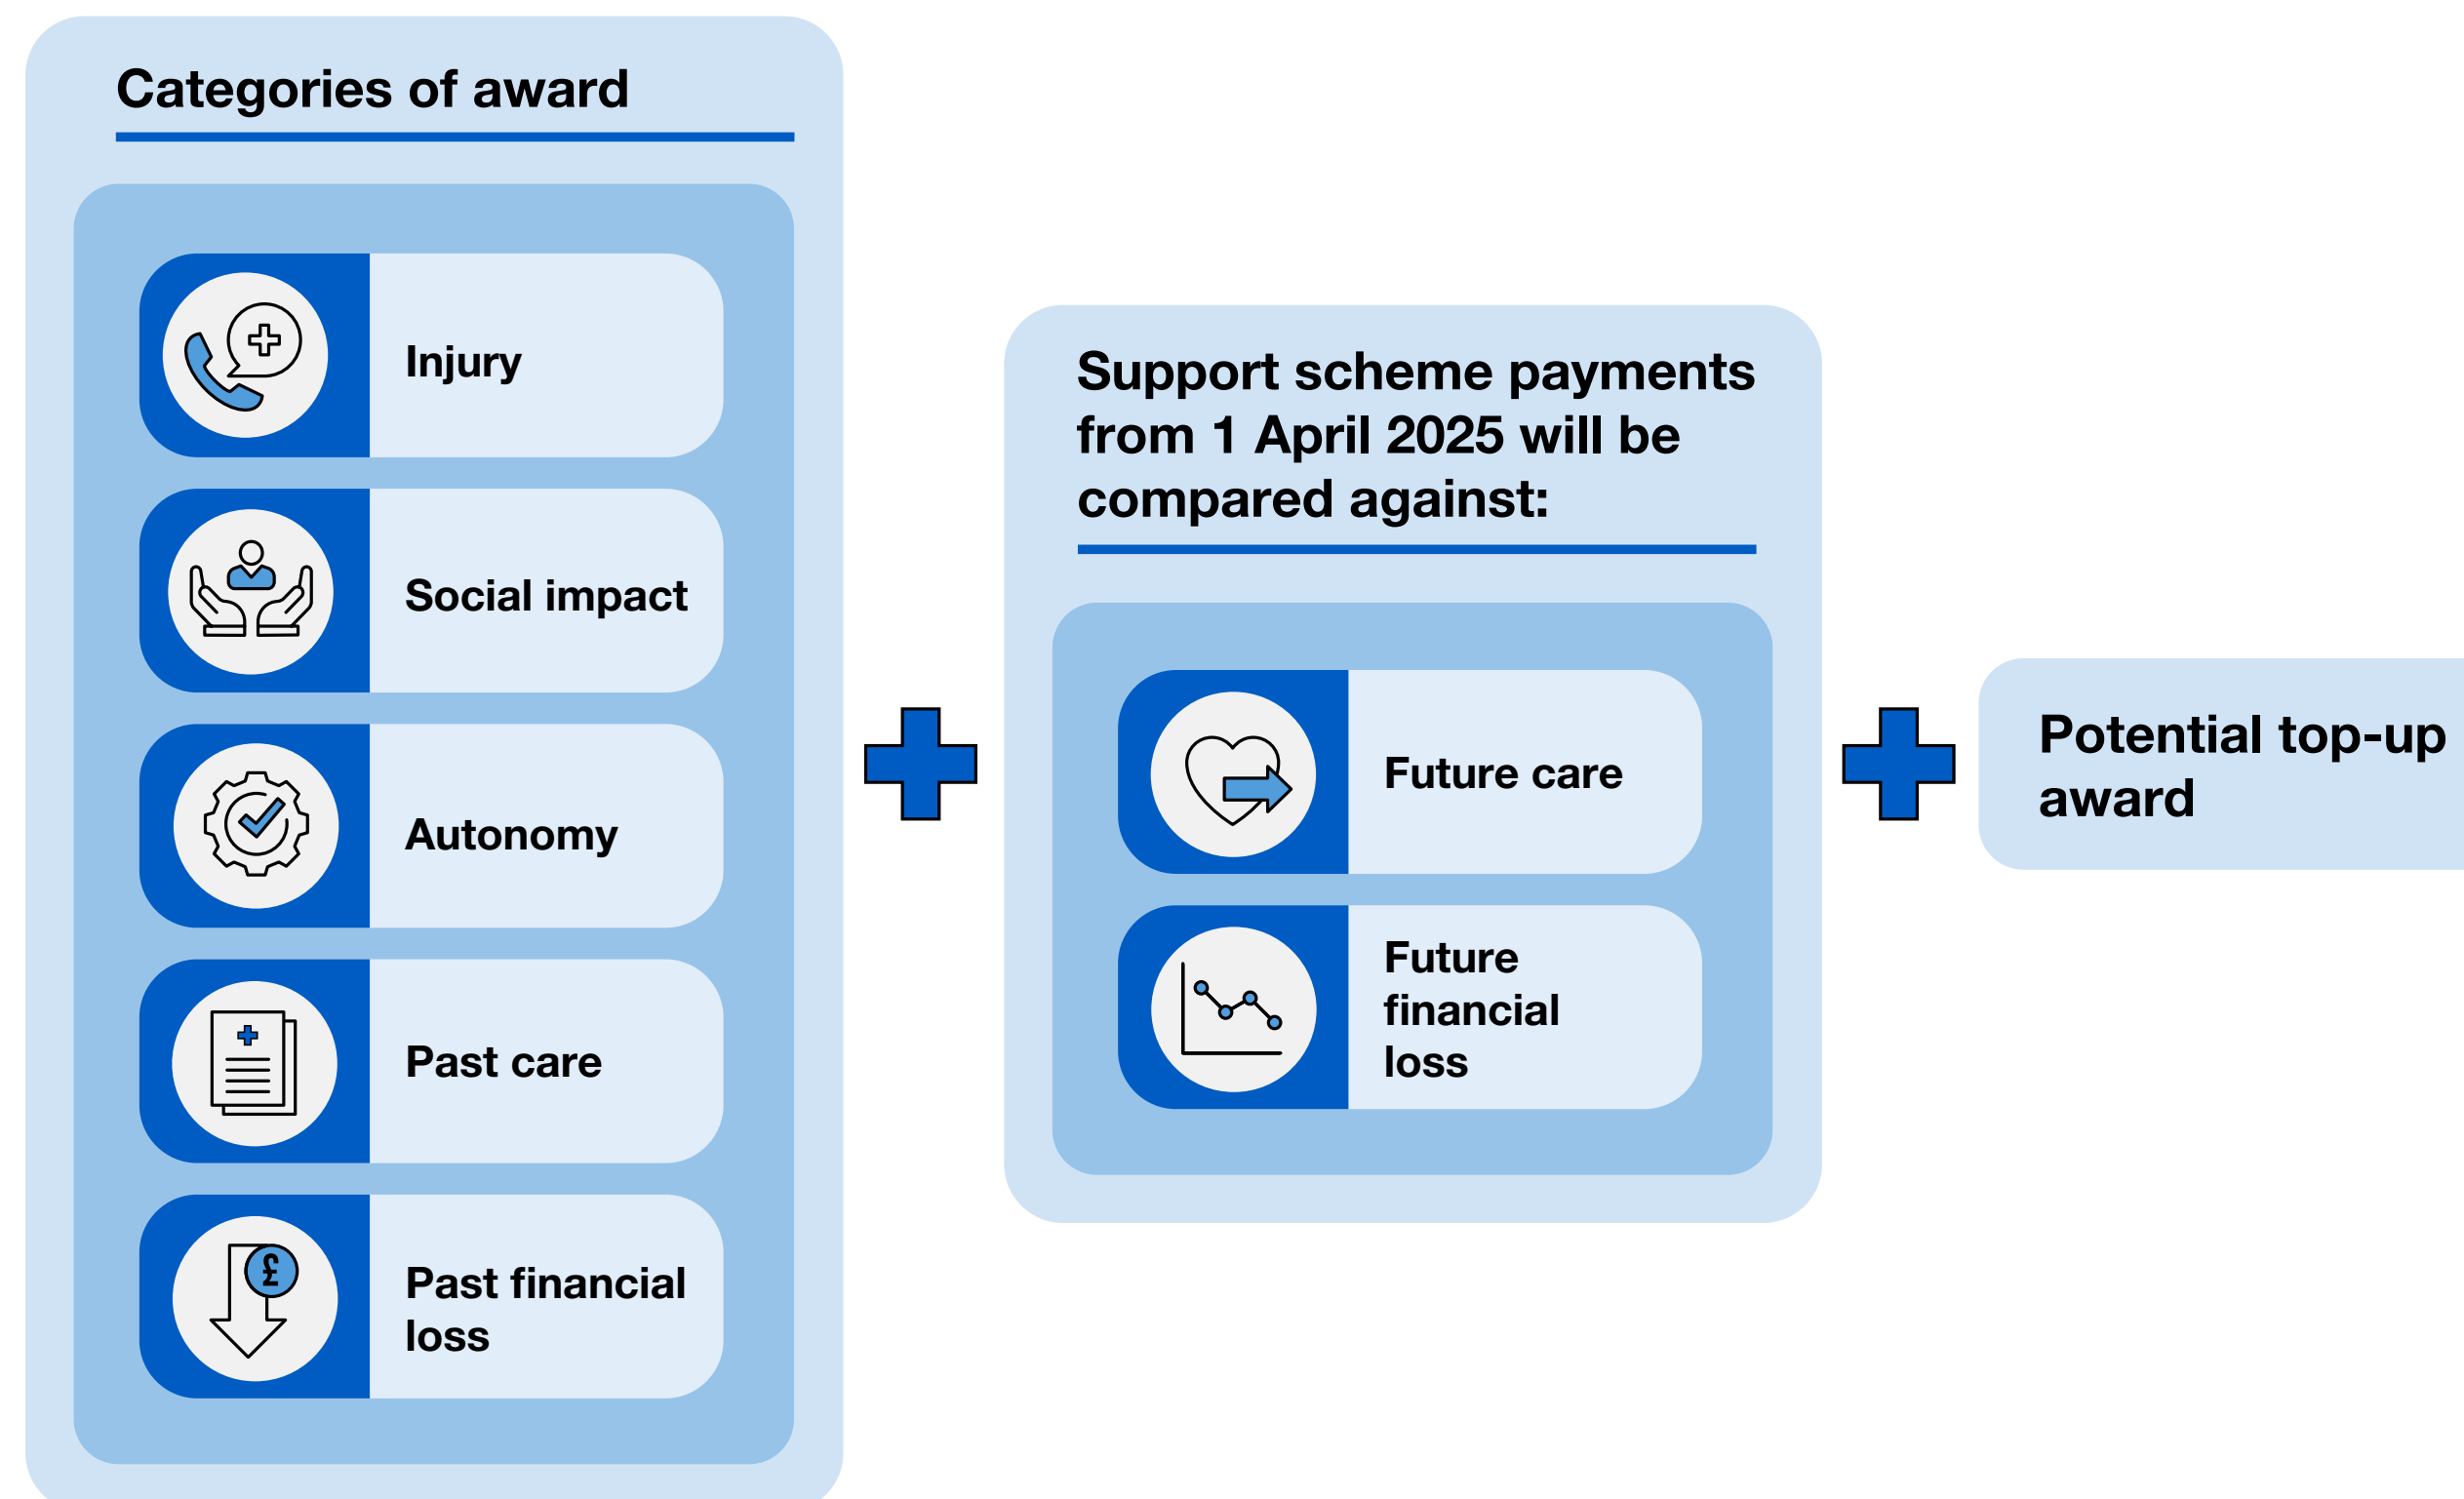 Categories of award
Injury
Social impact
Autonomy
Past care
£
Past financial
loss
Support scheme payments
from 1 April 2025 will be
compared against:
Future care
Future
financial
loss
Potential top-up
award